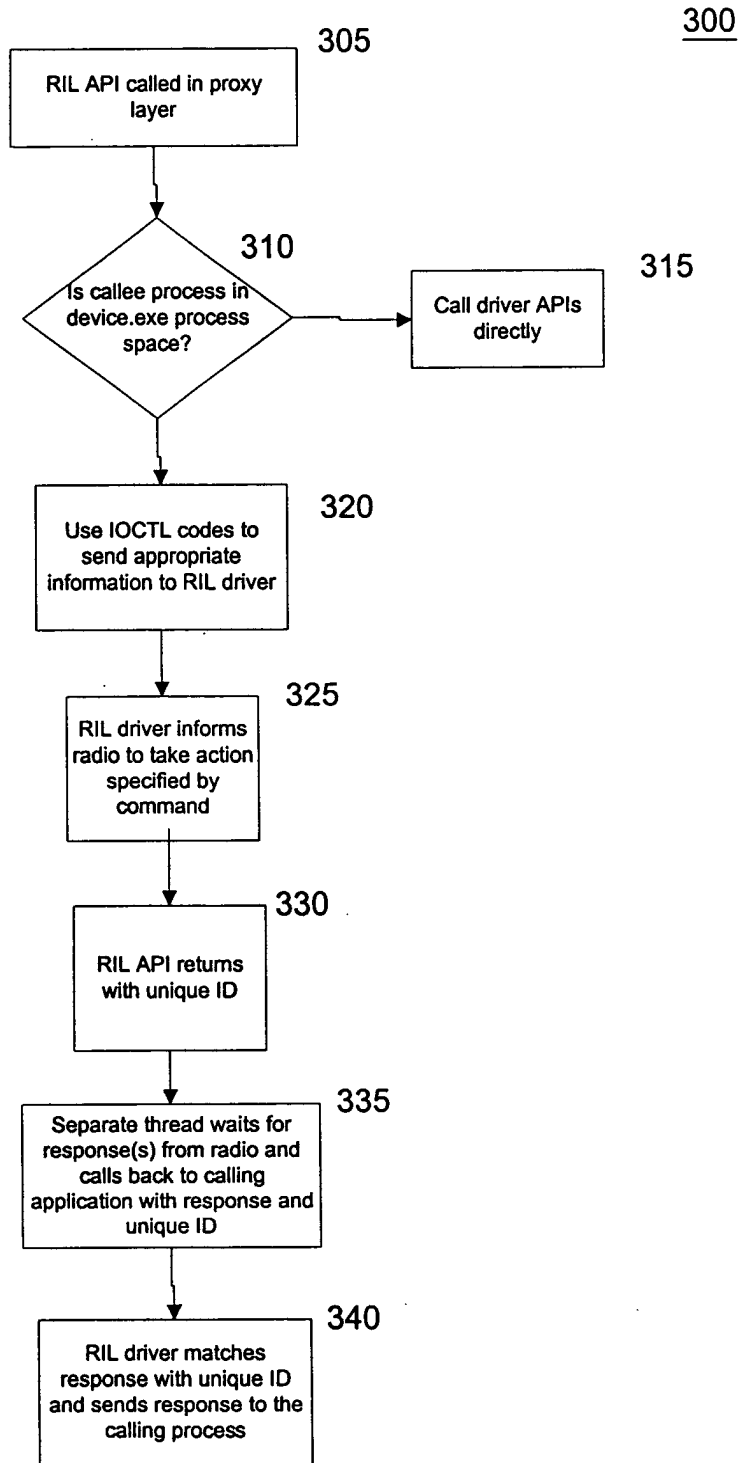 300
305
RIL API called in proxy
layer
310
Is callee process in
device.exe process
space?
315
Call driver APIs
directly
320
Use IOCTL codes to
send appropriate
information to RIL driver
325
RIL driver informs
radio to take action
specified by
command
330
RIL API returns
with unique ID
335
Separate thread waits for
response(s) from radio and
calls back to calling
application with response and
unique ID
340
RIL driver matches
response with unique ID
and sends response to the
calling process